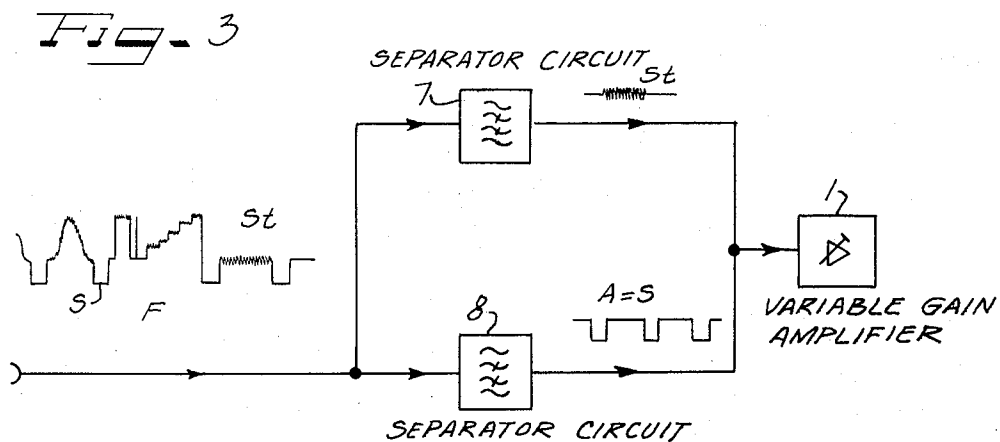 Fig. 3
SEPARATOR CIRCUIT
7
St
1
St
S
F
A=S
8
VARIABLE GAIN
AMPLIFIER
SEPARATOR CIRCUIT